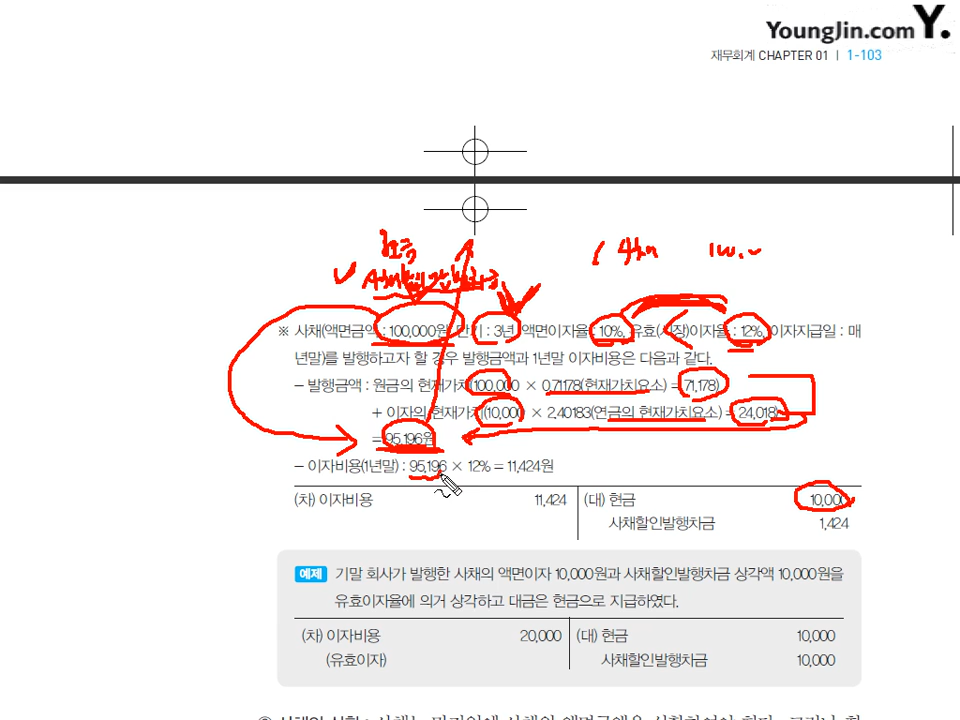 YoungJin.com Y.
재무회계 CHAPTER 01 | 1-103
현금
※ 사채(액면금액 : 100,000원, 만기 : 3년, 액면이자율 : 10%, 유효(시장)이자율 : 12%, 이자지급일 : 매
년말)를 발행하고자 할 경우 발행금액과 1년말 이자비용은 다음과 같다.
- 발행금액 : 원금의 현재가치(100,000 × 0.71178(현재가치요소) = 71,178)
+ 이자의 현재가치(10,000 × 2.40183(연금의 현재가치요소) = 24,018)
= 95,196원
- 이자비용(1년말) : 95,196 × 12% = 11,424원
(차) 이자비용 11,424 (대) 현금 10,000
사채할인발행차금 1,424
예제 기말 회사가 발행한 사채의 액면이자 10,000원과 사채할인발행차금 상각액 10,000원을
유효이자율에 의거 상각하고 대금은 현금으로 지급하였다.
(차) 이자비용 20,000 (대) 현금 10,000
(유효이자) 사채할인발행차금 10,000